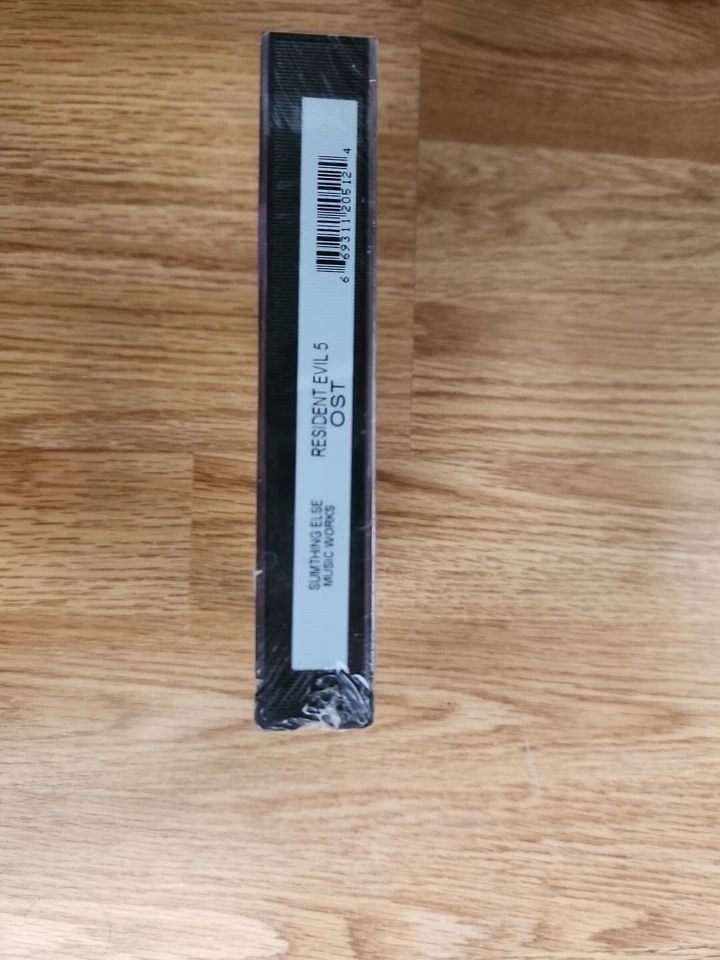 SUMTHING ELSE
MUSIC WORKS
RESIDENT EVIL 5
OST
6 69311 20512 4